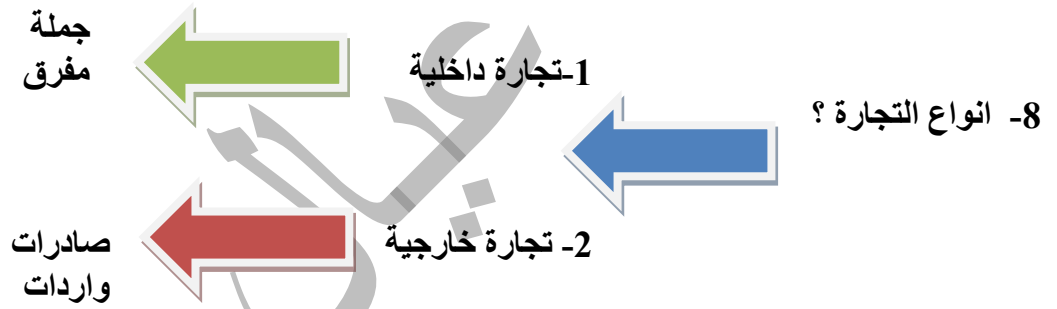 8- انواع التجارة ؟
1-تجارة داخلية
جملة
مفرق
2- تجارة خارجية
صادرات
واردات